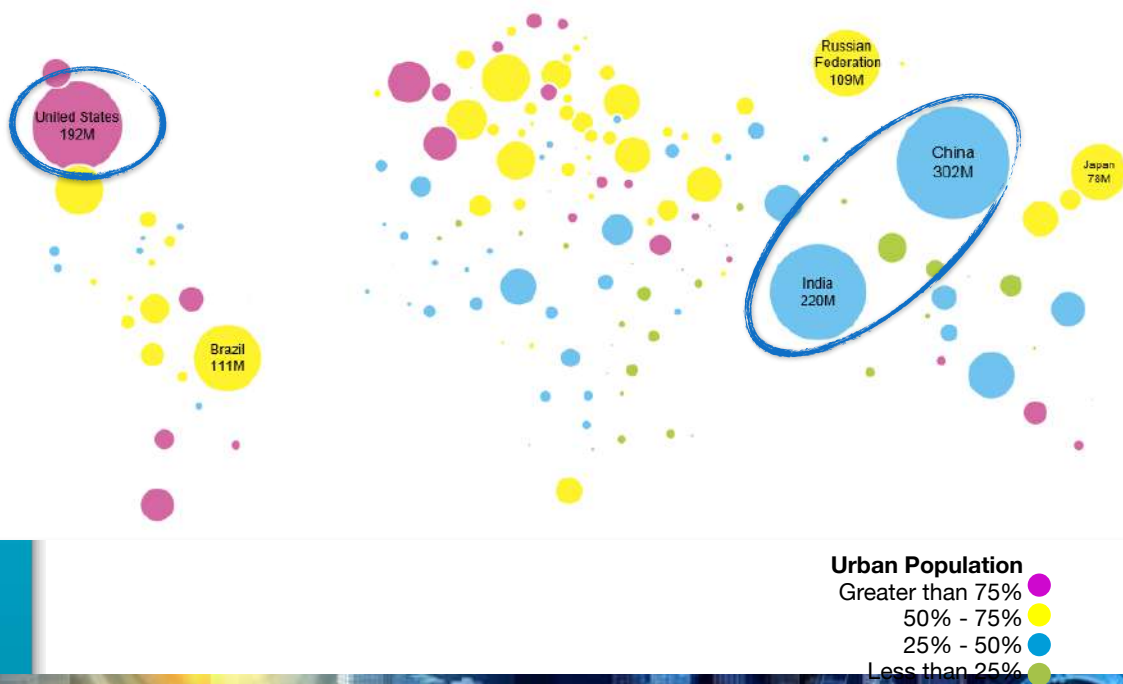 Russian
Federation
109M
United States
192M
China
302M
Japan
78M
India
220M
Brazil
111M
Urban Population
Greater than 75%
50% - 75%
25% - 50%
Less than 25%